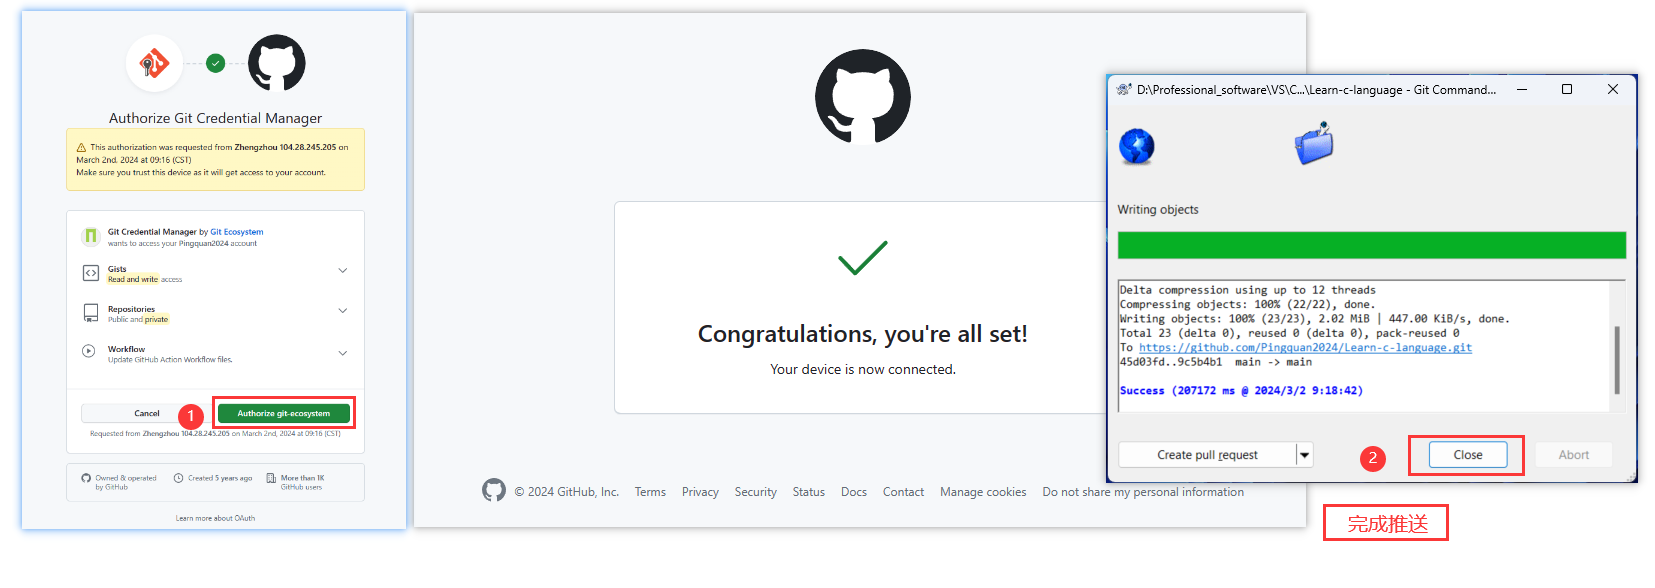 Authorize Git Credential Manager
This authorization was requested from Zhengzhou 104.28.245.205 on
March 2nd, 2024 at 09:16 (CST)
Make sure you trust this device as it will get access to your account.
Git Credential Manager by Git Ecosystem
wants to access your Pingquan2024 account
Gists
Read and write access
Repositories
Public and private
Workflow
Update GitHub Action Workflow files.
Cancel
1
Authorize git-ecosystem
Requested from Zhengzhou 104.28.245.205 on March 2nd, 2024 at 09:16 (CST)
Owned & operated
by GitHub
Created 5 years ago
More than 1K
GitHub users
Learn more about OAuth
Congratulations, you're all set!
Your device is now connected.
© 2024 GitHub, Inc. Terms Privacy Security Status Docs Contact Manage cookies Do not share my personal information
D:\Professional_software\VS\C...\Learn-c-language - Git Command...
Writing objects
Delta compression using up to 12 threads
Compressing objects: 100% (22/22), done.
Writing objects: 100% (23/23), 2.02 MiB | 447.00 KiB/s, done.
Total 23 (delta 0), reused 0 (delta 0), pack-reused 0
To https://github.com/Pingquan2024/Learn-c-language.git
45d03fd..9c5b4b1 main -> main
Success (207172 ms @ 2024/3/2 9:18:42)
Create pull request
2
Close
Abort
完成推送